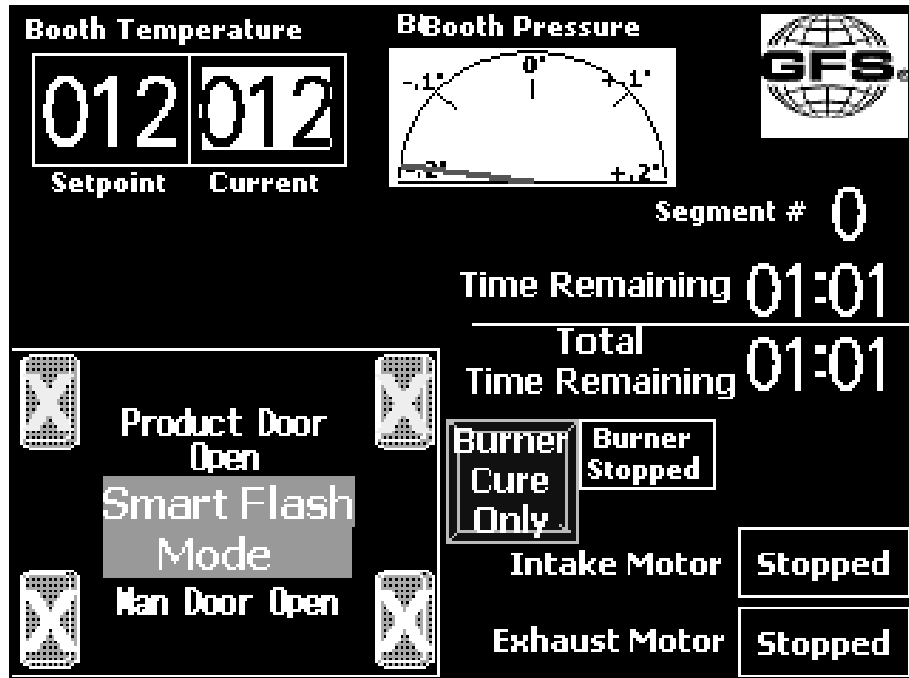 Booth Temperature
012 012
Setpoint Current
Booth Pressure
-.1" 0" +.1"
-.2" +.2"
GFS
Segment # 0
Time Remaining 01:01
Total
Time Remaining 01:01
X X
Product Door
Open
Smart Flash
Mode
Man Door Open
X X
Burner
Cure
Only
Burner
Stopped
Intake Motor Stopped
Exhaust Motor Stopped